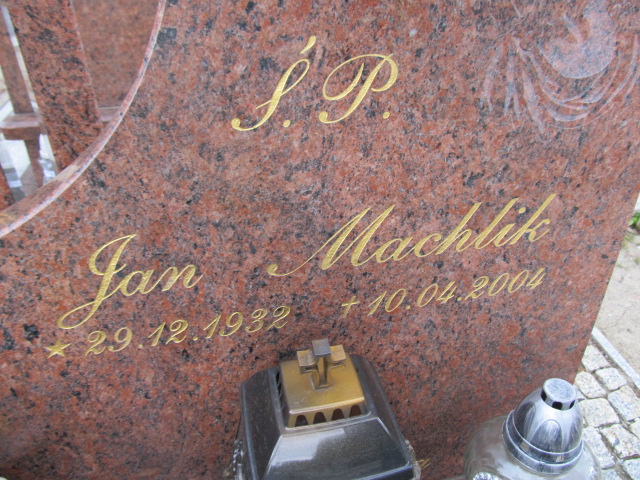 Ś. P.
Jan Machlik
★ 29.12.1932 ✝ 10.04.2004